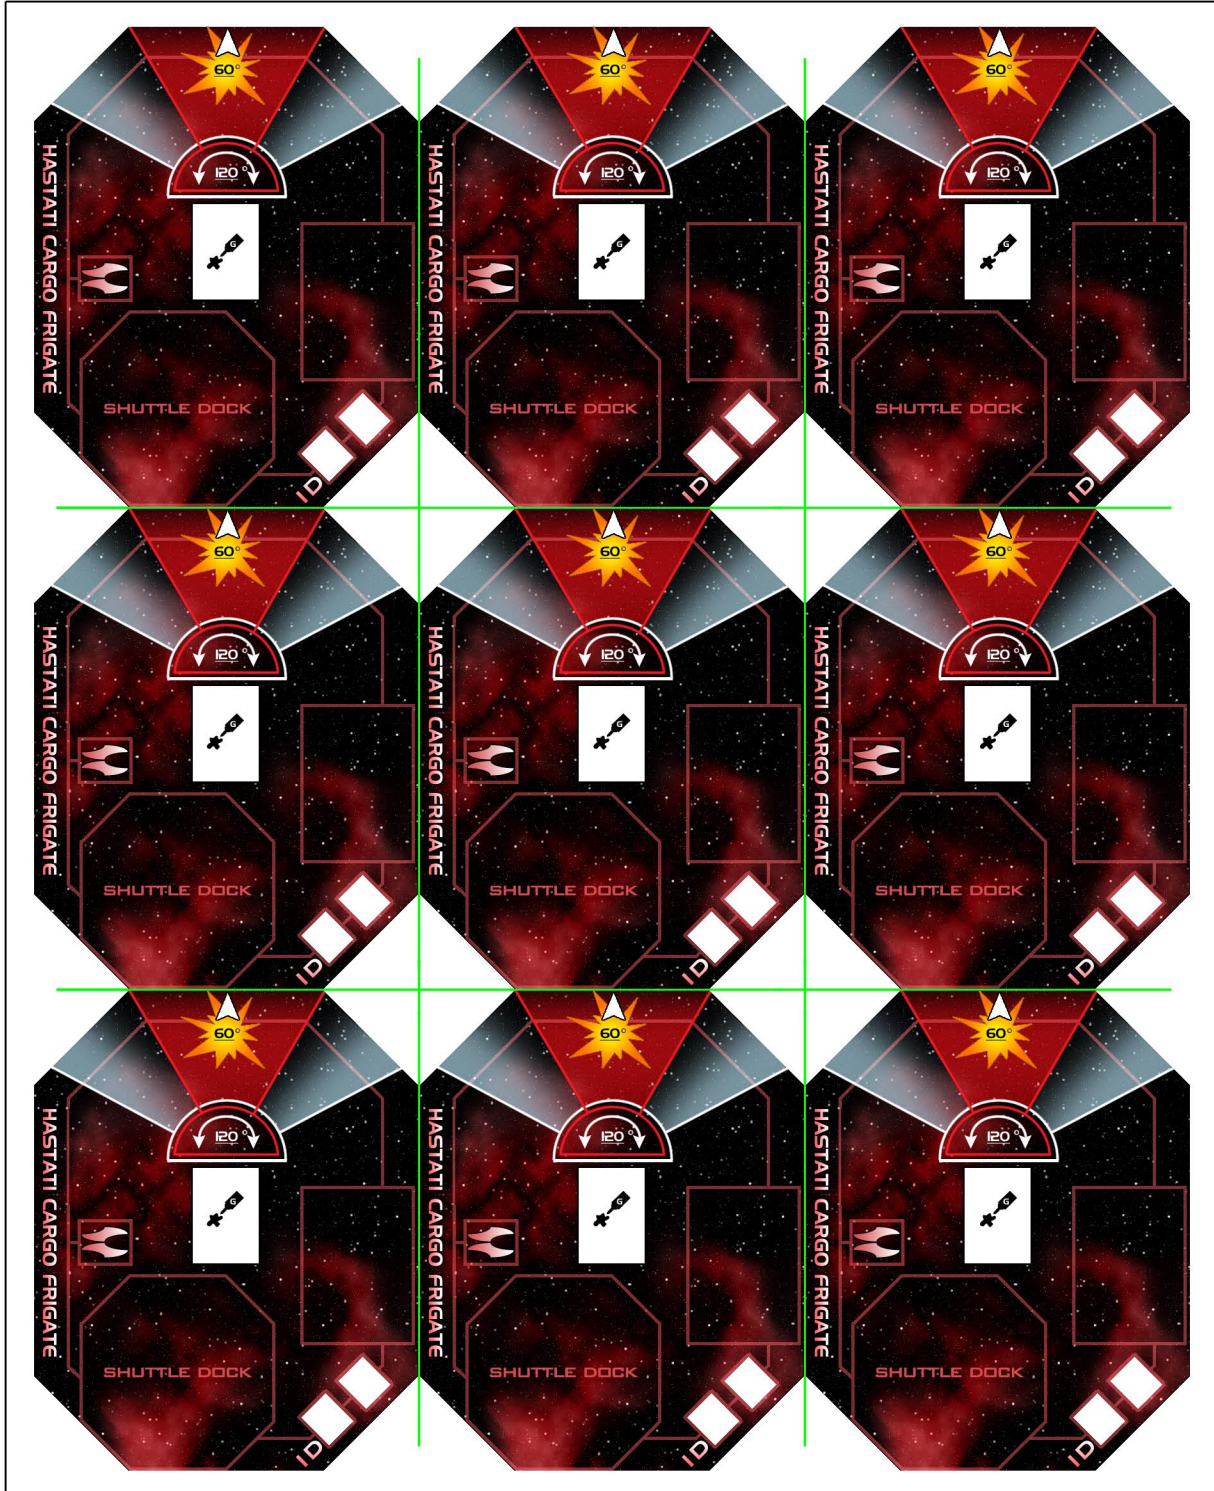 60°
60°
60°
120°
120°
120°
HASTATI CARGO FRIGATE
G
HASTATI CARGO FRIGATE
G
HASTATI CARGO FRIGATE
G
SHUTTLE DOCK
SHUTTLE DOCK
SHUTTLE DOCK
ID
ID
ID
60°
60°
60°
120°
120°
120°
HASTATI CARGO FRIGATE
G
HASTATI CARGO FRIGATE
G
HASTATI CARGO FRIGATE
G
SHUTTLE DOCK
SHUTTLE DOCK
SHUTTLE DOCK
ID
ID
ID
60°
60°
60°
120°
120°
120°
HASTATI CARGO FRIGATE
G
HASTATI CARGO FRIGATE
G
HASTATI CARGO FRIGATE
G
SHUTTLE DOCK
SHUTTLE DOCK
SHUTTLE DOCK
ID
ID
ID